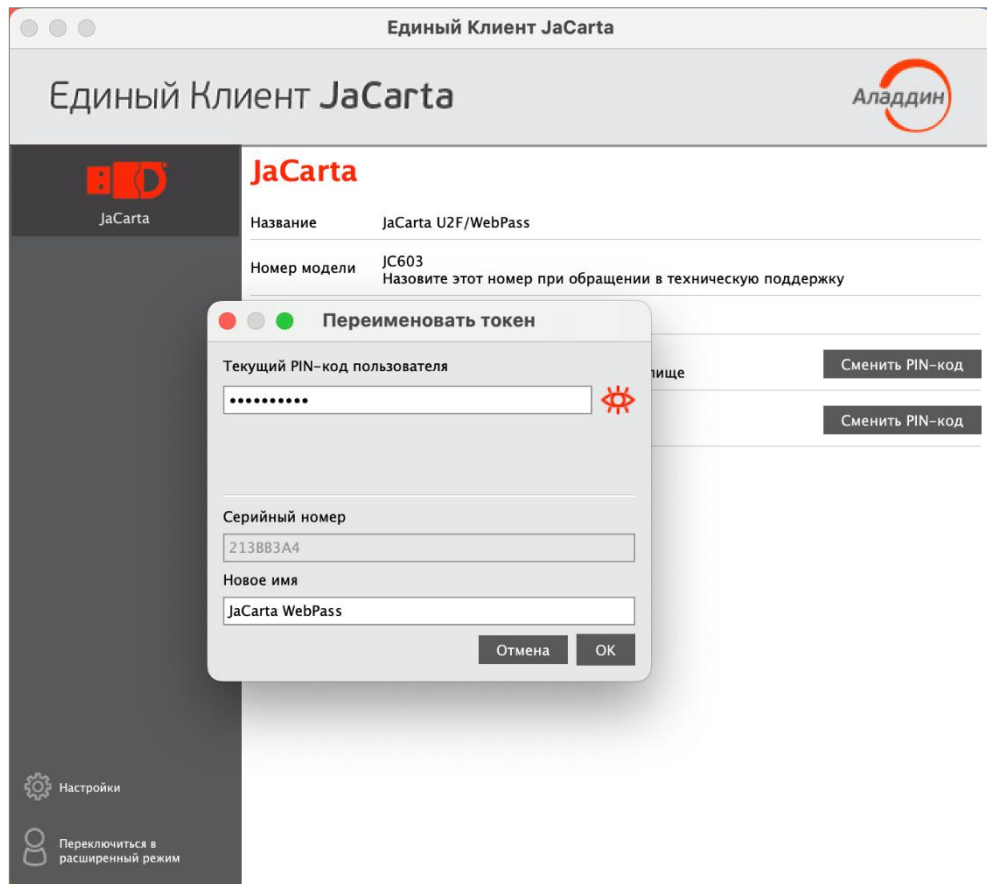 Единый Клиент JaCarta
Единый Клиент JaCarta
Аладдин
JaCarta
JaCarta
Название JaCarta U2F/WebPass
Номер модели JC603
Назовите этот номер при обращении в техническую поддержку
Переименовать токен
Текущий PIN-код пользователя
Сменить PIN-код
••••••••••
Сменить PIN-код
Серийный номер
213BB3A4
Новое имя
JaCarta WebPass
Отмена OK
Настройки
Переключиться в
расширенный режим